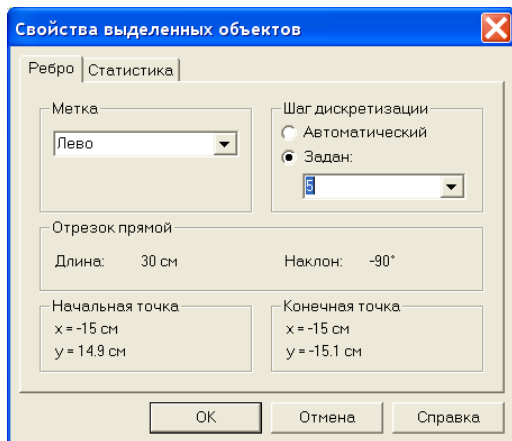 Свойства выделенных объектов
Ребро Статистика
Метка
Лево
Шаг дискретизации
Автоматический
Задан:
5
Отрезок прямой
Длина: 30 см Наклон: -90°
Начальная точка
x = -15 см
y = 14.9 см
Конечная точка
x = -15 см
y = -15.1 см
OK Отмена Справка